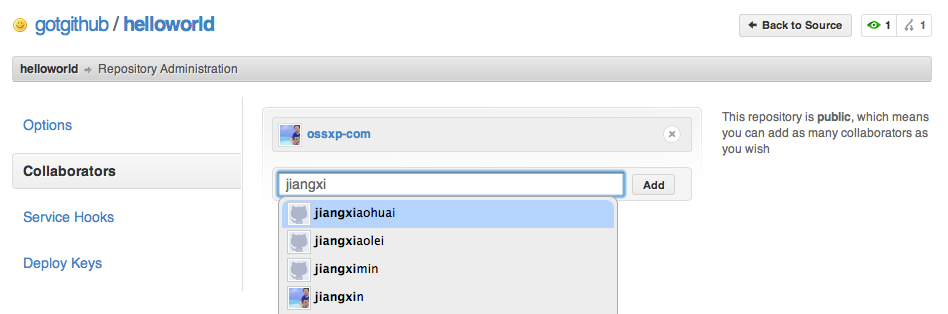 gotgithub / helloworld
Back to Source
1
1
helloworld
Repository Administration
Options
Collaborators
Service Hooks
Deploy Keys
ossxp-com
jiangxi
Add
jiangxiaohuai
jiangxiaolei
jiangximin
jiangxin
This repository is public, which means
you can add as many collaborators as
you wish